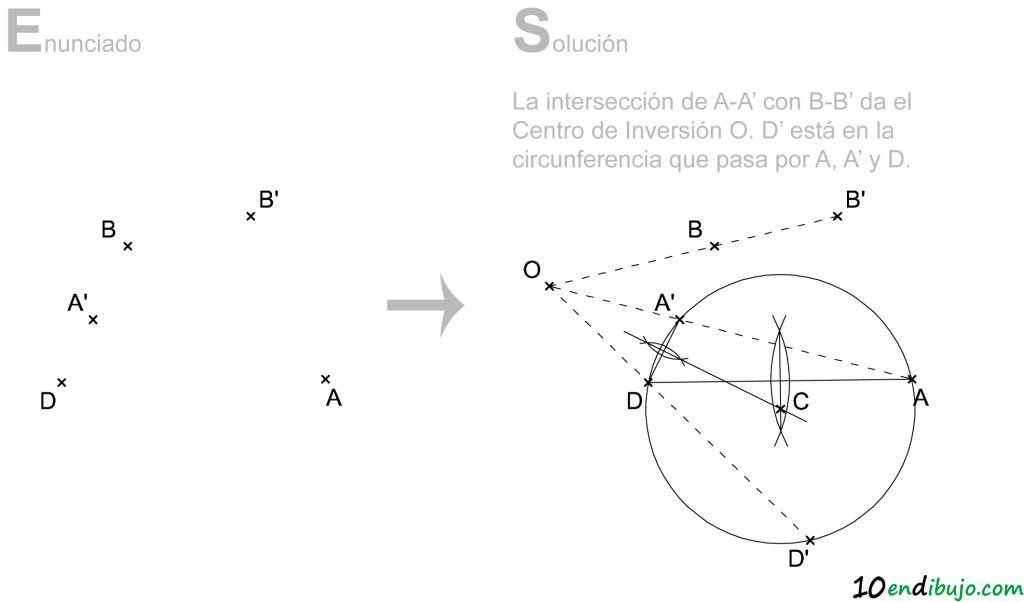 Enunciado
B'
B
A'
D
A
Solución
La intersección de A-A’ con B-B’ da el
Centro de Inversión O. D’ está en la
circunferencia que pasa por A, A’ y D.
B'
B
O
A'
D
C
A
D'
10endibujo.com